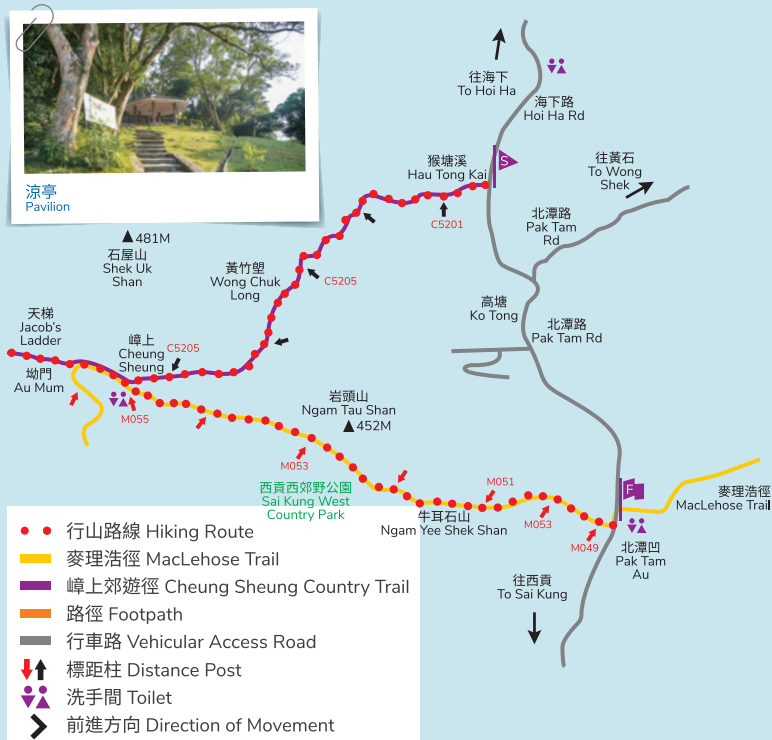 涼亭
Pavilion
往海下
To Hoi Ha
海下路
Hoi Ha Rd
猴塘溪
Hau Tong Kai
S
往黃石
To Wong
Shek
C5201
北潭路
Pak Tam
Rd
481M
石屋山
Shek Uk
Shan
黃竹塱
Wong Chuk
Long
C5205
天梯
Jacob's
Ladder
高塘
Ko Tong
北潭路
Pak Tam Rd
嶂上
Cheung
Sheung
C5205
坳門
Au Mum
M055
岩頭山
Ngam Tau Shan
452M
M053
西貢西郊野公園
Sai Kung West
Country Park
M051
M053
牛耳石山
Ngam Yee Shek Shan
F
麥理浩徑
MacLehose Trail
M049
北潭凹
Pak Tam
Au
往西貢
To Sai Kung
行山路線 Hiking Route
麥理浩徑 MacLehose Trail
嶂上郊遊徑 Cheung Sheung Country Trail
路徑 Footpath
行車路 Vehicular Access Road
標距柱 Distance Post
洗手間 Toilet
前進方向 Direction of Movement